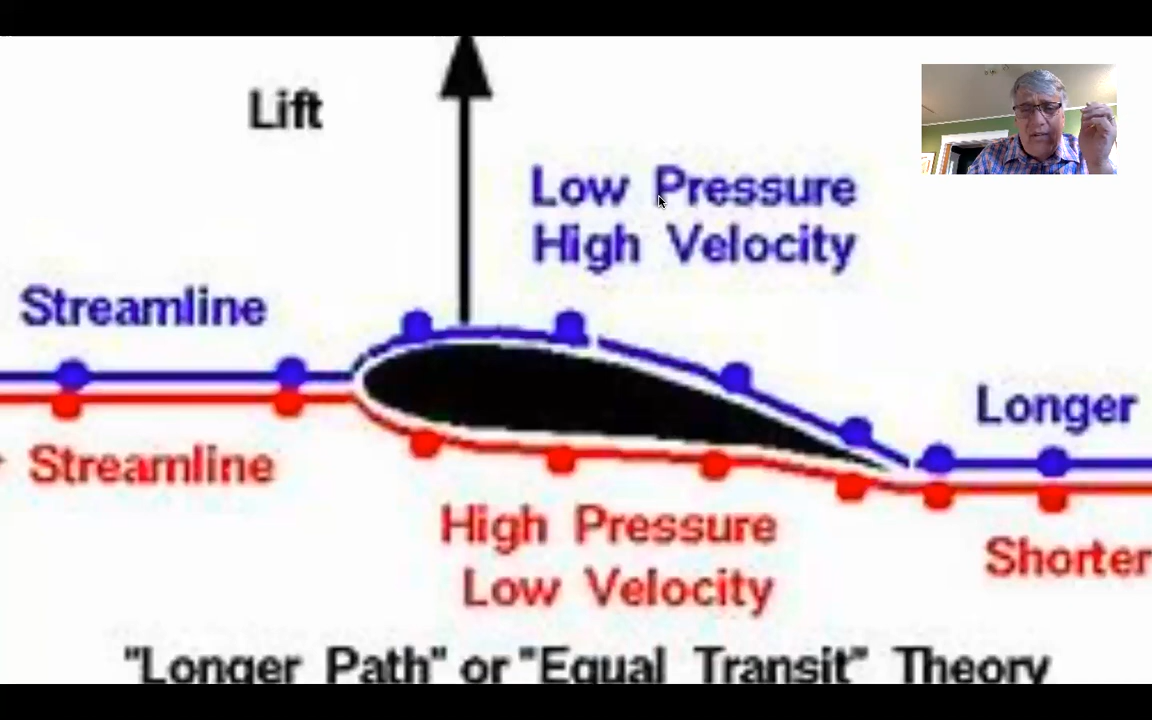 Lift
Low Pressure
High Velocity
Streamline
Longer
Streamline
High Pressure
Low Velocity
Shorter
"Longer Path" or "Equal Transit" Theory